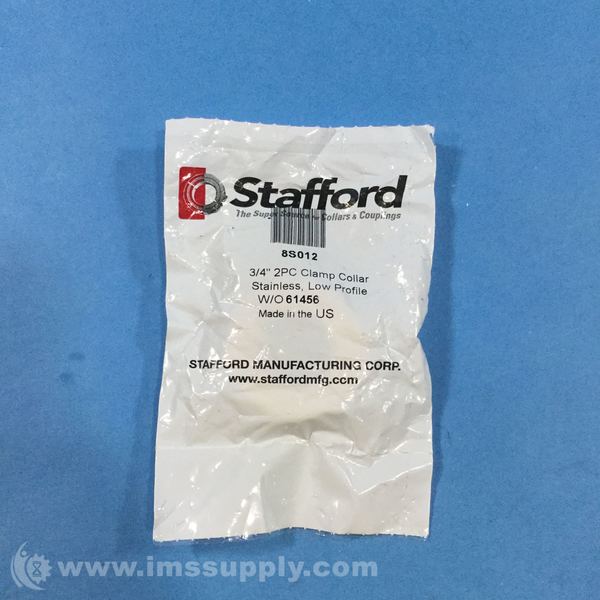 Stafford
The Super Source for Collars & Couplings
8S012
3/4" 2PC Clamp Collar
Stainless, Low Profile
W/O 61456
Made in the US
STAFFORD MANUFACTURING CORP.
www.staffordmfg.com
www.imssupply.com